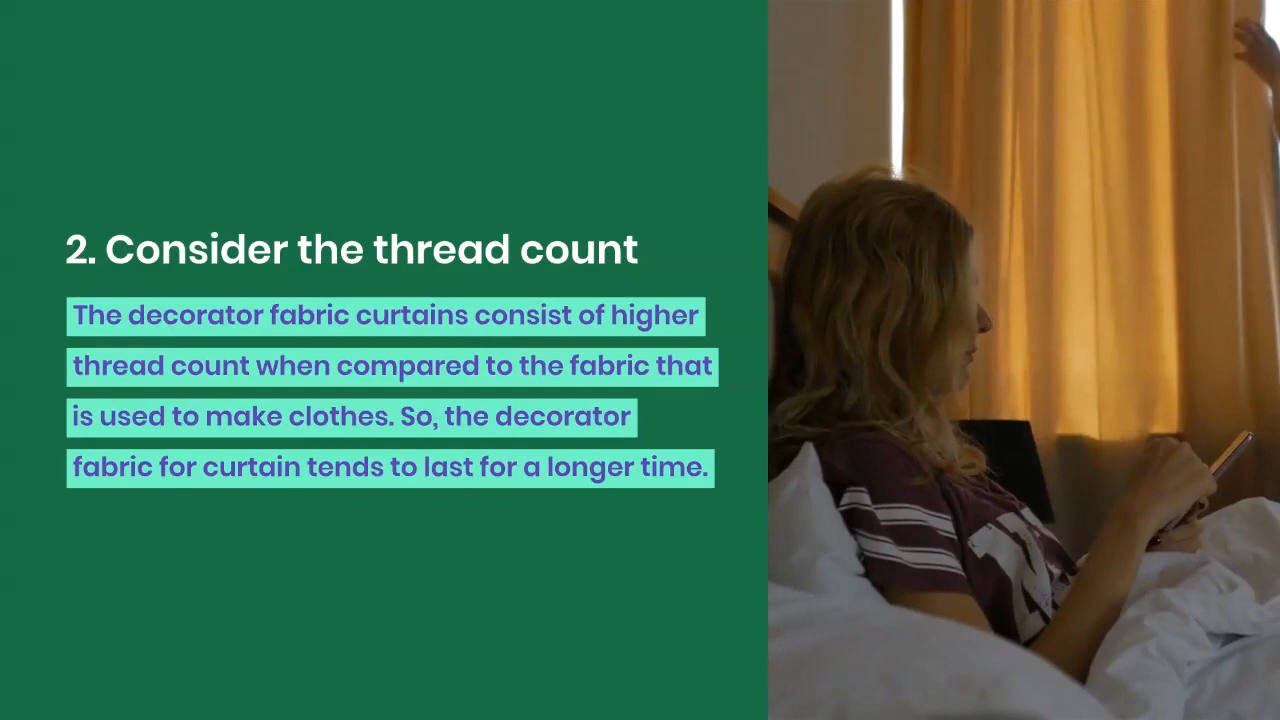 2. Consider the thread count
The decorator fabric curtains consist of higher
thread count when compared to the fabric that
is used to make clothes. So, the decorator
fabric for curtain tends to last for a longer time.